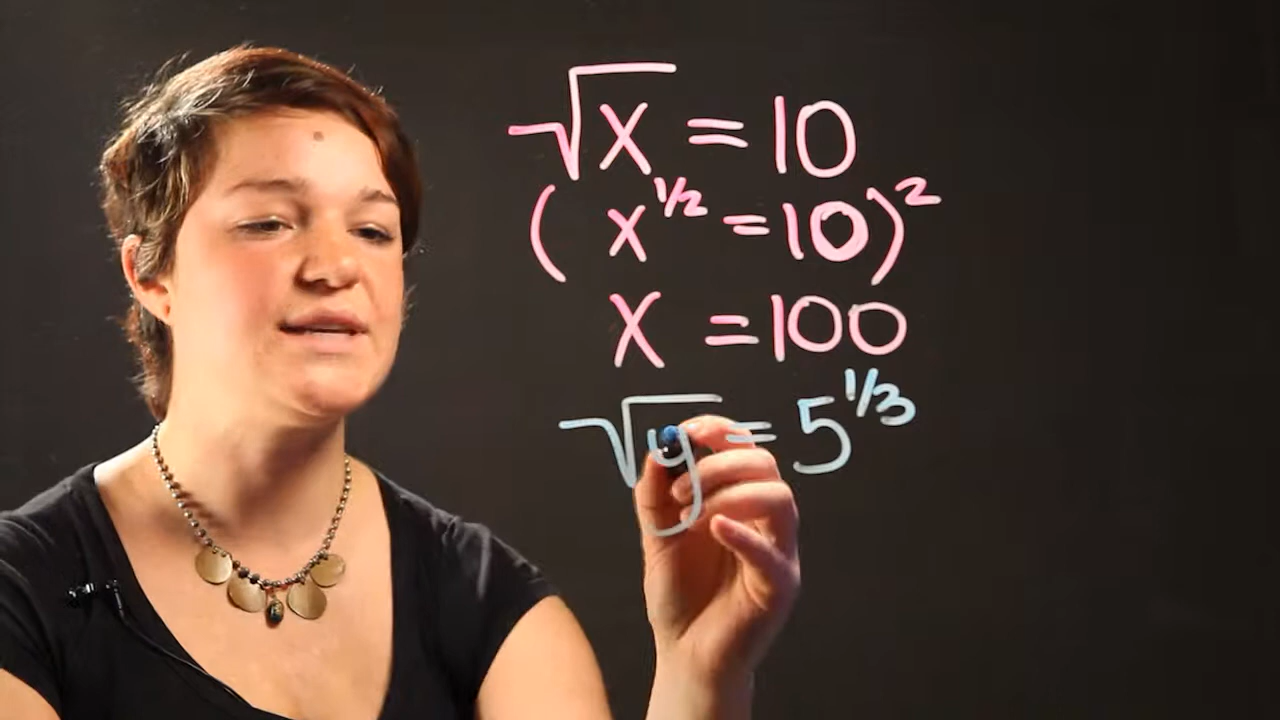 √x = 10
(x^1/2 = 10)^2
x = 100
√y = 5^1/3